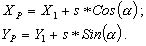 X_P = X_1 + s * Cos(α);
Y_P = Y_1 + s * Sin(α).